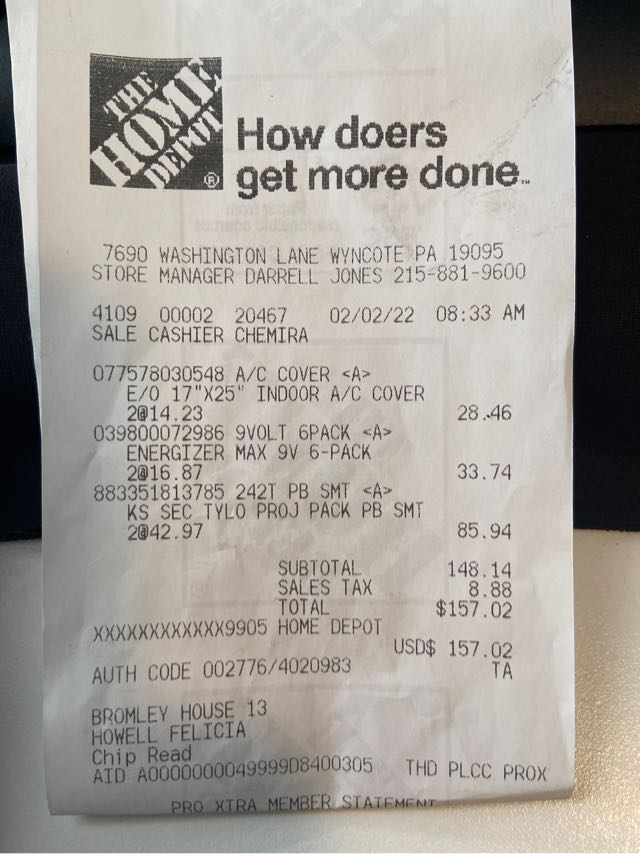 THE
HOME
DEPOT
®
How doers
get more done™
7690 WASHINGTON LANE WYNCOTE PA 19095
STORE MANAGER DARRELL JONES 215-881-9600
4109 00002 20467 02/02/22 08:33 AM
SALE CASHIER CHEMIRA
077578030548 A/C COVER <A>
E/O 17"X25" INDOOR A/C COVER
2@14.23 28.46
039800072986 9VOLT 6PACK <A>
ENERGIZER MAX 9V 6-PACK
2@16.87 33.74
883351813785 242T PB SMT <A>
KS SEC TYLO PROJ PACK PB SMT
2@42.97 85.94
SUBTOTAL 148.14
SALES TAX 8.88
TOTAL $157.02
XXXXXXXXXXXX9905 HOME DEPOT
USD$ 157.02
AUTH CODE 002776/4020983 TA
BROMLEY HOUSE 13
HOWELL FELICIA
Chip Read
AID A0000000049999D8400305 THD PLCC PROX
PRO XTRA MEMBER STATEMENT